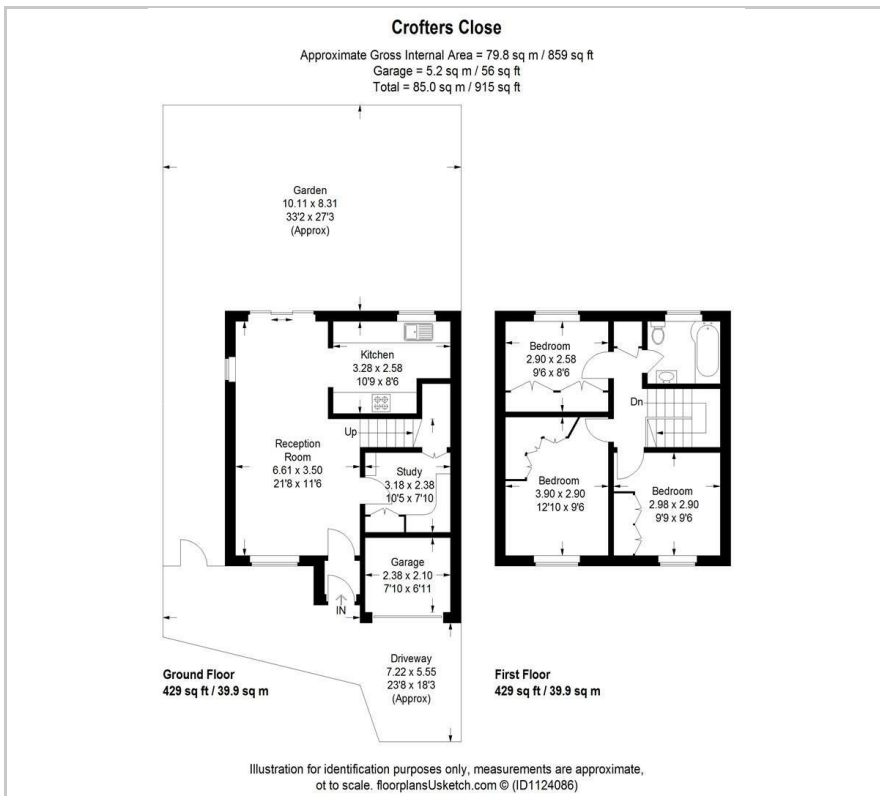 Crofters Close
Approximate Gross Internal Area = 79.8 sq m / 859 sq ft
Garage = 5.2 sq m / 56 sq ft
Total = 85.0 sq m / 915 sq ft
Garden
10.11 x 8.31
33'2 x 27'3
(Approx)
Kitchen
3.28 x 2.58
10'9 x 8'6
Up
Reception
Room
6.61 x 3.50
21'8 x 11'6
Study
3.18 x 2.38
10'5 x 7'10
Garage
2.38 x 2.10
7'10 x 6'11
IN
Driveway
7.22 x 5.55
23'8 x 18'3
(Approx)
Ground Floor
429 sq ft / 39.9 sq m
Bedroom
2.90 x 2.58
9'6 x 8'6
Dn
Bedroom
3.90 x 2.90
12'10 x 9'6
Bedroom
2.98 x 2.90
9'9 x 9'6
First Floor
429 sq ft / 39.9 sq m
Illustration for identification purposes only, measurements are approximate,
ot to scale. floorplansUsketch.com © (ID1124086)